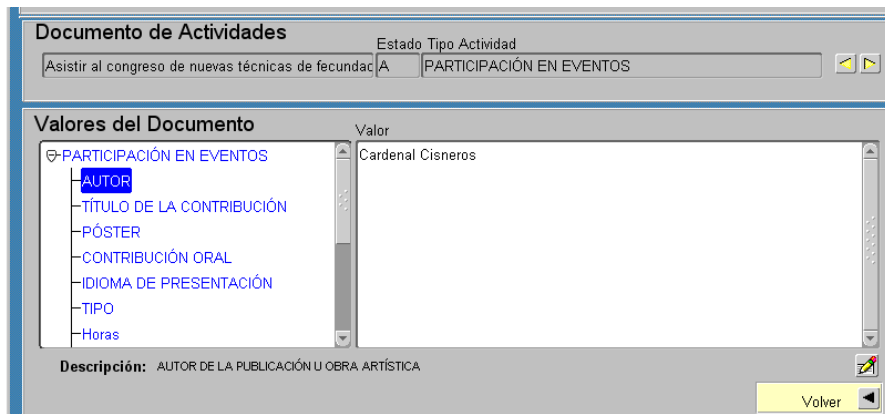 Documento de Actividades
Estado Tipo Actividad
Asistir al congreso de nuevas técnicas de fecundac A PARTICIPACIÓN EN EVENTOS
Valores del Documento
Valor
PARTICIPACIÓN EN EVENTOS
AUTOR
TÍTULO DE LA CONTRIBUCIÓN
PÓSTER
CONTRIBUCIÓN ORAL
IDIOMA DE PRESENTACIÓN
TIPO
Horas
Cardenal Cisneros
Descripción: AUTOR DE LA PUBLICACIÓN U OBRA ARTÍSTICA
Volver